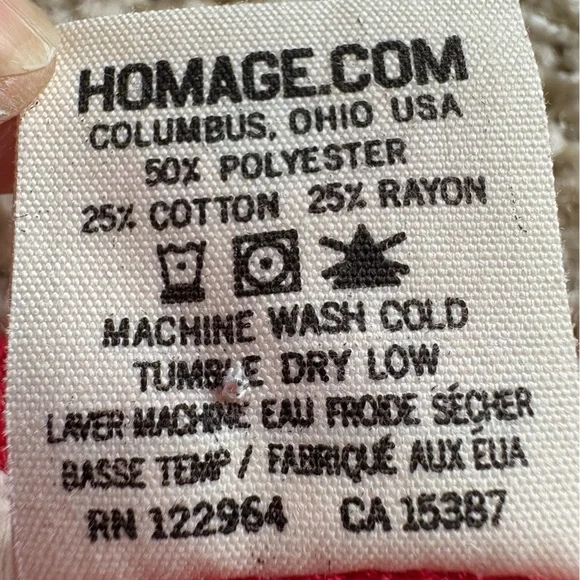 HOMAGE.COM
COLUMBUS, OHIO USA
50% POLYESTER
25% COTTON 25% RAYON
MACHINE WASH COLD
TUMBLE DRY LOW
LAVER MACHINE EAU FROIDE SÉCHER
BASSE TEMP / FABRIQUÉ AUX ÉUA
RN 122964 CA 15387